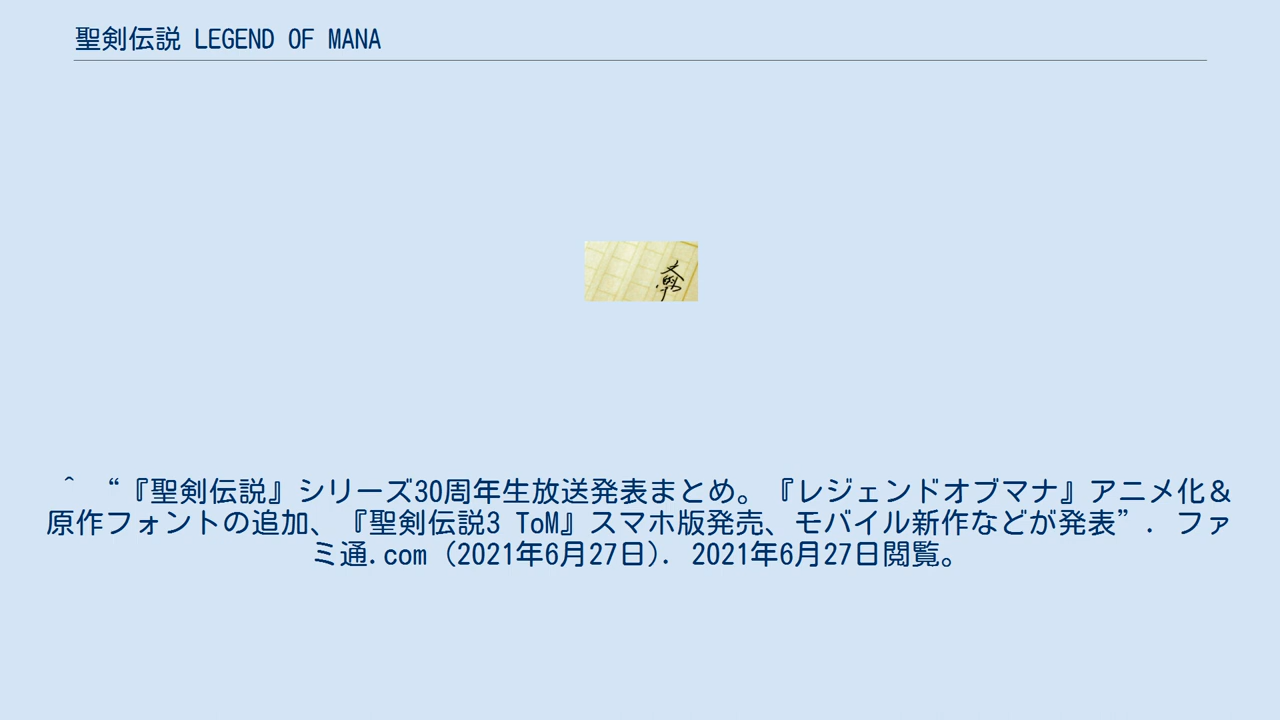 聖剣伝説 LEGEND OF MANA
^ “『聖剣伝説』シリーズ30周年生放送発表まとめ。『レジェンドオブマナ』アニメ化＆
原作フォントの追加、『聖剣伝説3 ToM』スマホ版発売、モバイル新作などが発表”. ファ
ミ通.com (2021年6月27日). 2021年6月27日閲覧。